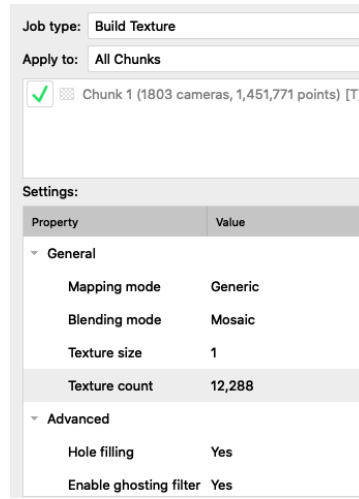 Job type: Build Texture
Apply to: All Chunks
Chunk 1 (1803 cameras, 1,451,771 points) [T]
Settings:
Property Value
General
Mapping mode Generic
Blending mode Mosaic
Texture size 1
Texture count 12,288
Advanced
Hole filling Yes
Enable ghosting filter Yes